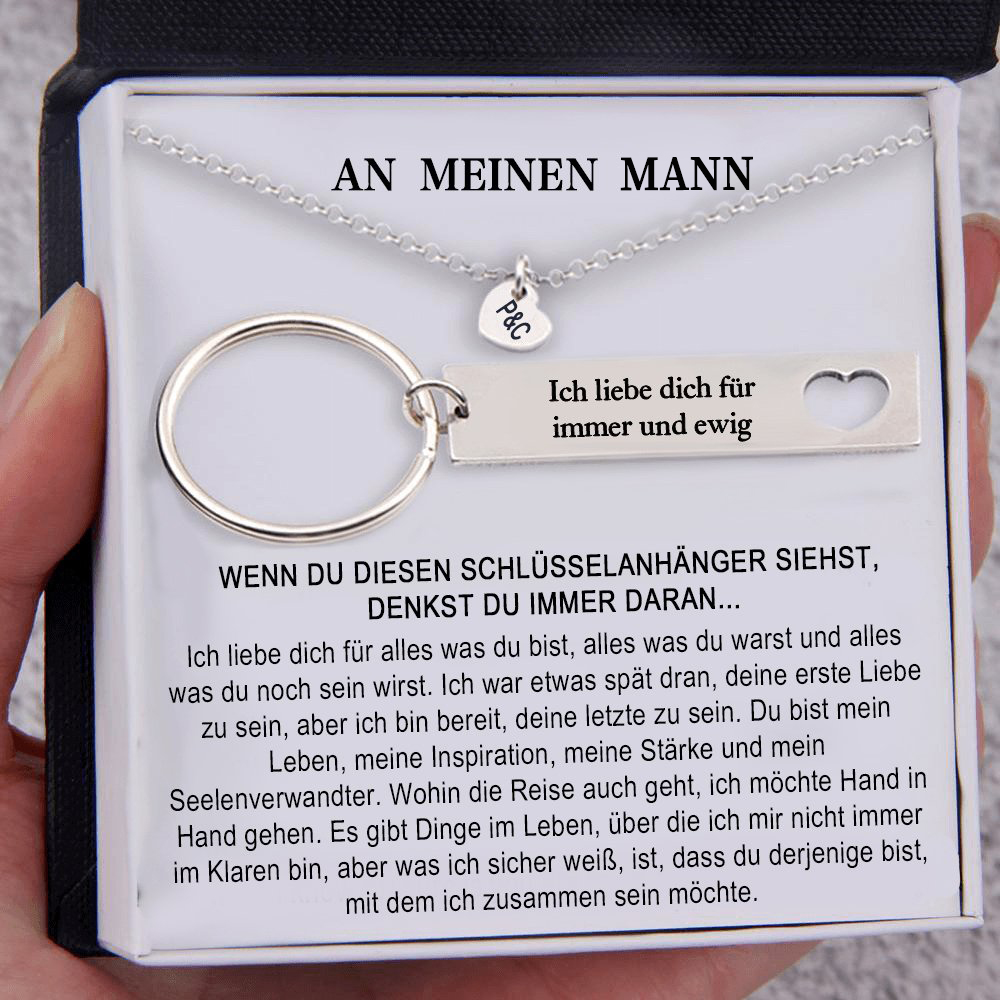 AN MEINEN MANN
P&C
Ich liebe dich für
immer und ewig
WENN DU DIESEN SCHLÜSSELANHÄNGER SIEHST,
DENKST DU IMMER DARAN...
Ich liebe dich für alles was du bist, alles was du warst und alles
was du noch sein wirst. Ich war etwas spät dran, deine erste Liebe
zu sein, aber ich bin bereit, deine letzte zu sein. Du bist mein
Leben, meine Inspiration, meine Stärke und mein
Seelenverwandter. Wohin die Reise auch geht, ich möchte Hand in
Hand gehen. Es gibt Dinge im Leben, über die ich mir nicht immer
im Klaren bin, aber was ich sicher weiß, ist, dass du derjenige bist,
mit dem ich zusammen sein möchte.